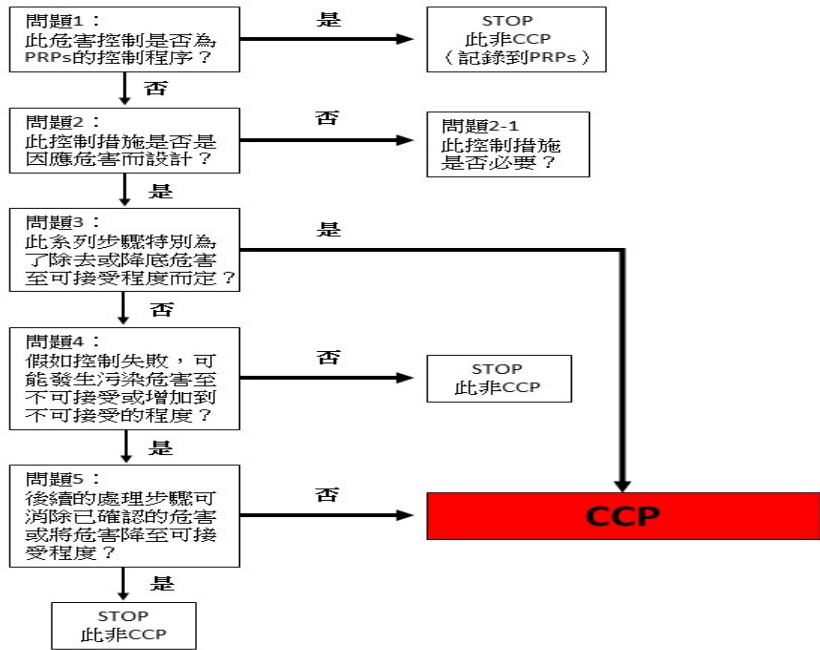 問題1：
此危害控制是否為
PRPs的控制程序？
是
STOP
此非CCP
（記錄到PRPs）
否
問題2：
此控制措施是否是
因應危害而設計？
否
問題2-1
此控制措施
是否必要？
是
問題3：
此系列步驟特別為
了除去或降底危害
至可接受程度而定？
是
否
問題4：
假如控制失敗，可
能發生污染危害至
不可接受或增加到
不可接受的程度？
否
STOP
此非CCP
是
問題5：
後續的處理步驟可
消除已確認的危害
或將危害降至可接
受程度？
否
CCP
是
STOP
此非CCP